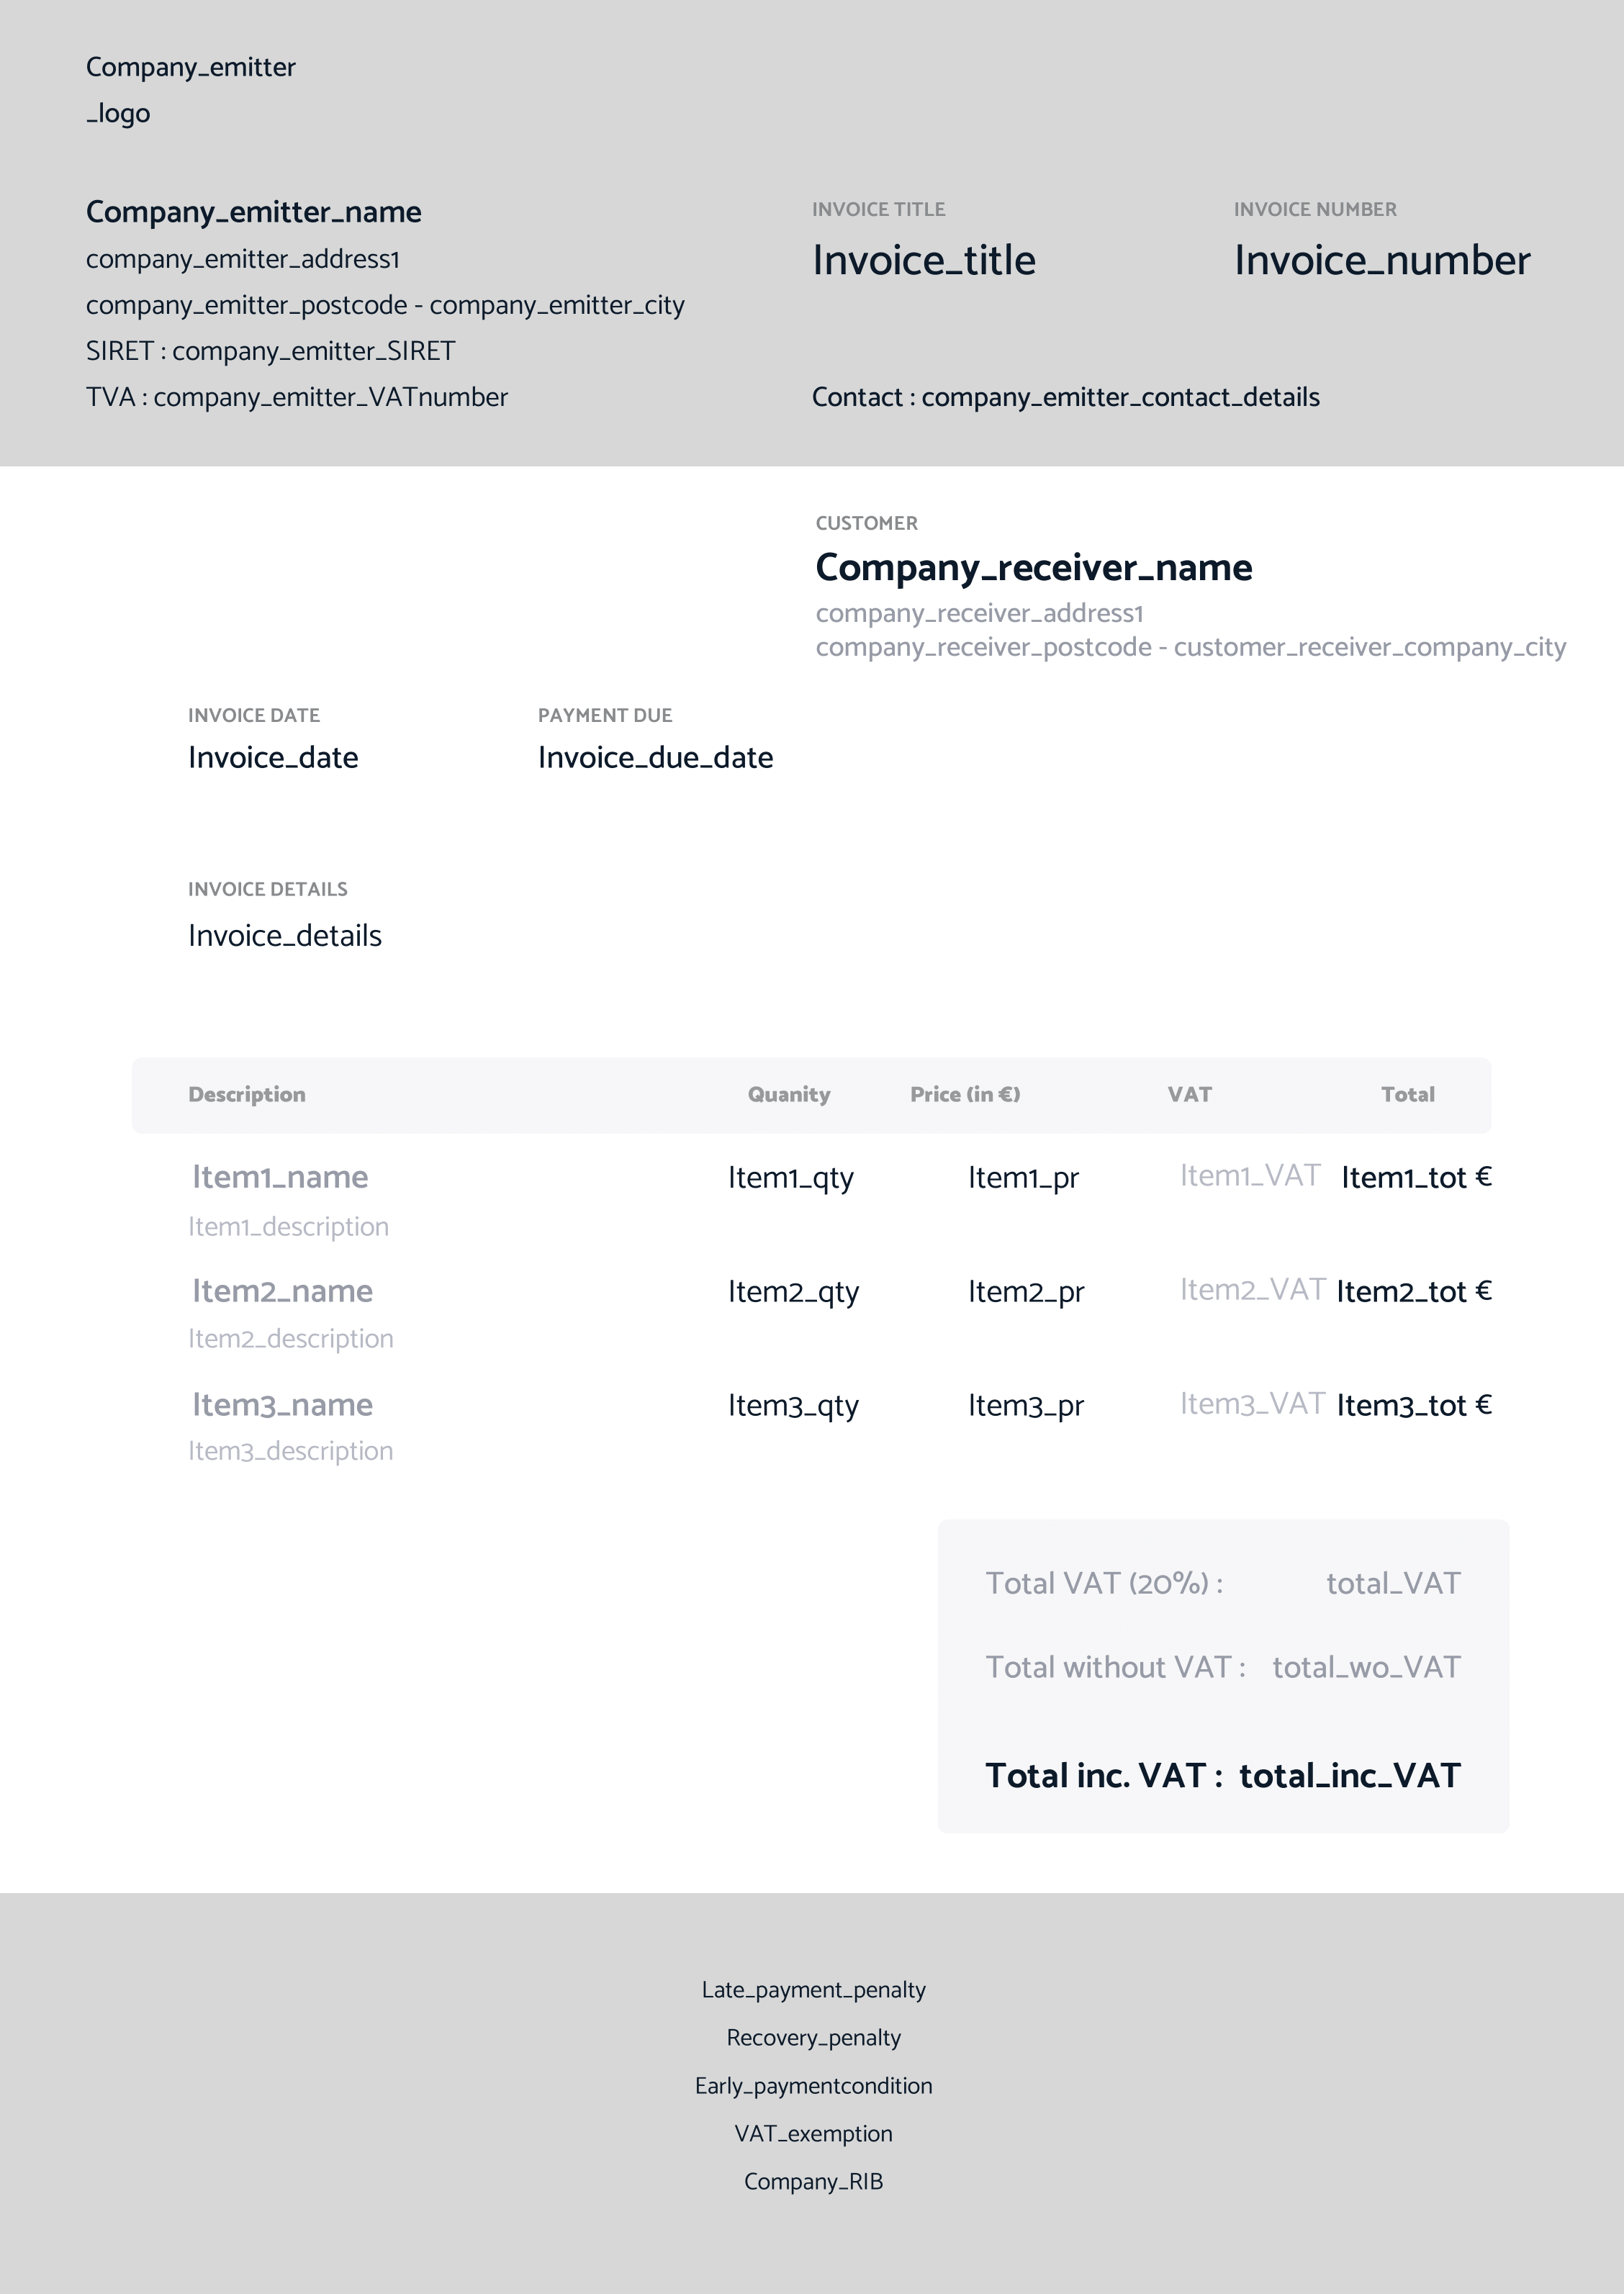 Company_emitter
_logo
Company_emitter_name
company_emitter_address1
company_emitter_postcode - company_emitter_city
SIRET : company_emitter_SIRET
TVA : company_emitter_VATnumber
INVOICE TITLE
Invoice_title
INVOICE NUMBER
Invoice_number
Contact : company_emitter_contact_details
CUSTOMER
Company_receiver_name
company_receiver_address1
company_receiver_postcode - customer_receiver_company_city
INVOICE DATE
Invoice_date
PAYMENT DUE
Invoice_due_date
INVOICE DETAILS
Invoice_details
Description Quanity Price (in €) VAT Total
Item1_name Item1_qty Item1_pr Item1_VAT Item1_tot €
Item1_description
Item2_name Item2_qty Item2_pr Item2_VAT Item2_tot €
Item2_description
Item3_name Item3_qty Item3_pr Item3_VAT Item3_tot €
Item3_description
Total VAT (20%) : total_VAT
Total without VAT : total_wo_VAT
Total inc. VAT : total_inc_VAT
Late_payment_penalty
Recovery_penalty
Early_paymentcondition
VAT_exemption
Company_RIB